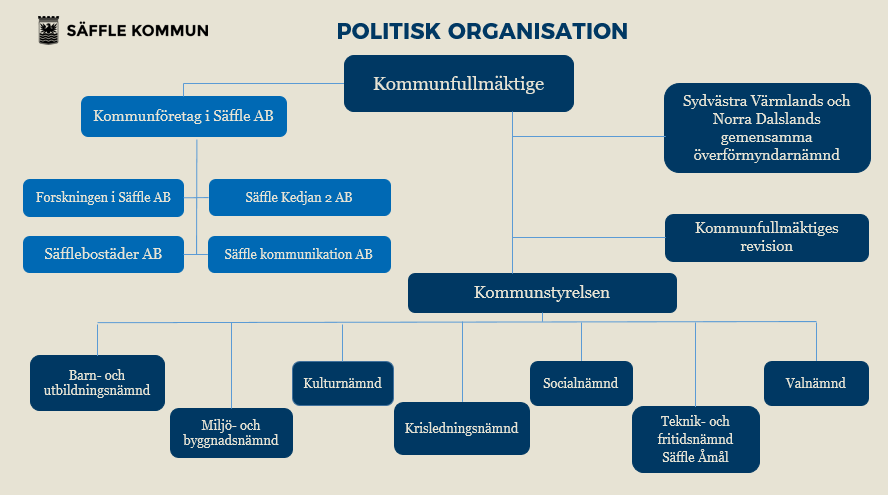 SÄFFLE KOMMUN
POLITISK ORGANISATION
Kommunfullmäktige
Kommunföretag i Säffle AB
Sydvästra Värmlands och
Norra Dalslands
gemensamma
överförmyndarnämnd
Forskningen i Säffle AB
Säffle Kedjan 2 AB
Säfflebostäder AB
Säffle kommunikation AB
Kommunfullmäktiges
revision
Kommunstyrelsen
Barn- och
utbildningsnämnd
Miljö- och
byggnadsnämnd
Kulturnämnd
Krisledningsnämnd
Socialnämnd
Teknik- och
fritidsnämnd
Säffle Åmål
Valnämnd